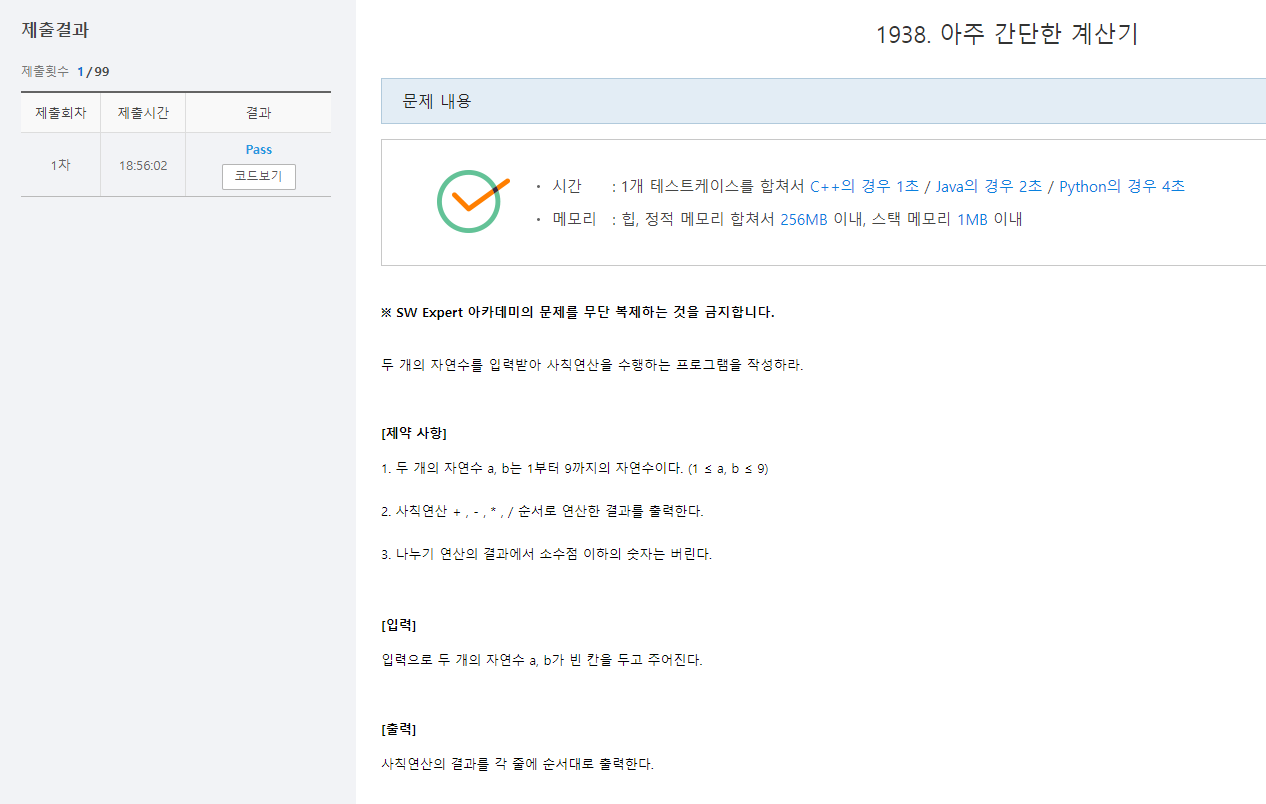 제출결과
제출횟수 1 / 99
제출회차 제출시간 결과
1차 18:56:02 Pass
코드보기
1938. 아주 간단한 계산기
문제 내용
· 시간 : 1개 테스트케이스를 합쳐서 C++의 경우 1초 / Java의 경우 2초 / Python의 경우 4초
· 메모리 : 힙, 정적 메모리 합쳐서 256MB 이내, 스택 메모리 1MB 이내
※ SW Expert 아카데미의 문제를 무단 복제하는 것을 금지합니다.
두 개의 자연수를 입력받아 사칙연산을 수행하는 프로그램을 작성하라.
[제약 사항]
1. 두 개의 자연수 a, b는 1부터 9까지의 자연수이다. (1 ≤ a, b ≤ 9)
2. 사칙연산 + , - , * , / 순서로 연산한 결과를 출력한다.
3. 나누기 연산의 결과에서 소수점 이하의 숫자는 버린다.
[입력]
입력으로 두 개의 자연수 a, b가 빈 칸을 두고 주어진다.
[출력]
사칙연산의 결과를 각 줄에 순서대로 출력한다.